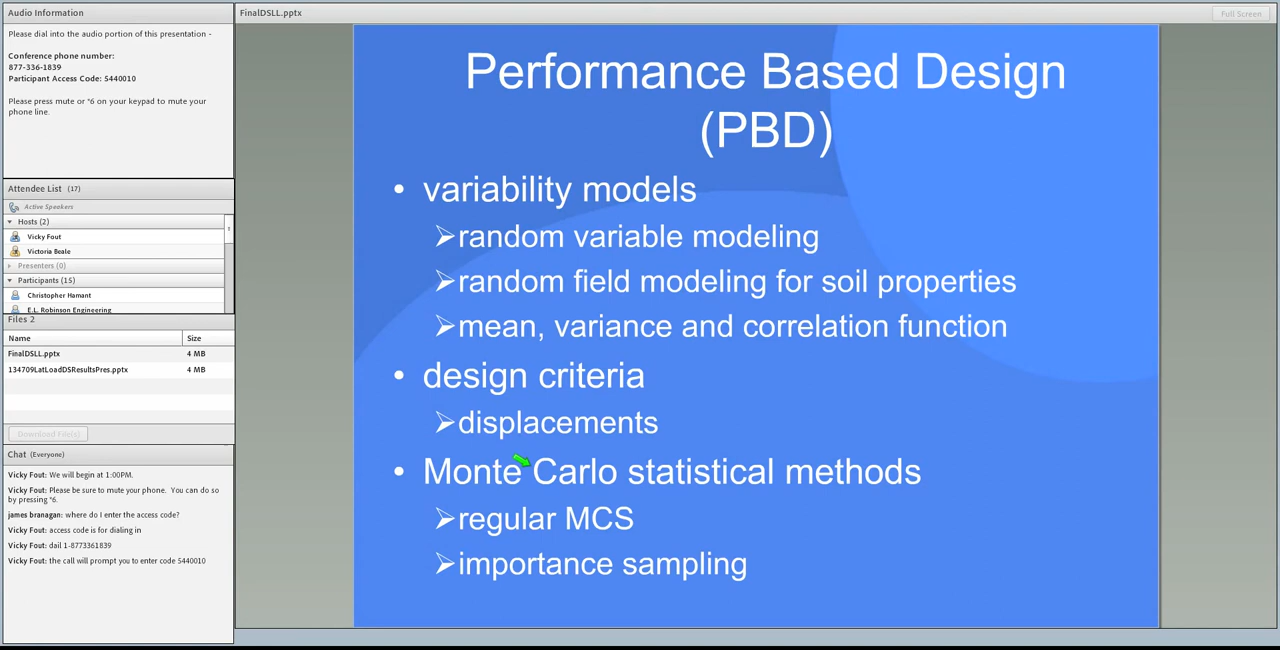 Audio Information
Please dial into the audio portion of this presentation -
Conference phone number:
877-336-1839
Participant Access Code: 5440010
Please press mute or *6 on your keypad to mute your
phone line.
Attendee List (17)
Active Speakers
Hosts (2)
Vicky Fout
Victoria Beale
Presenters (0)
Participants (15)
Christopher Hamant
E.L. Robinson Engineering
Files 2
Name Size
FinalDSLL.pptx 4 MB
134709LatLoadDSResultsPres.pptx 4 MB
Download File(s)
Chat (Everyone)
Vicky Fout: We will begin at 1:00PM.
Vicky Fout: Please be sure to mute your phone. You can do so
by pressing *6.
james branagan: where do I enter the access code?
Vicky Fout: access code is for dialing in
Vicky Fout: dail 1-8773361839
Vicky Fout: the call will prompt you to enter code 5440010
FinalDSLL.pptx
Full Screen
Performance Based Design
(PBD)
• variability models
➢random variable modeling
➢random field modeling for soil properties
➢mean, variance and correlation function
• design criteria
➢displacements
• Monte Carlo statistical methods
➢regular MCS
➢importance sampling